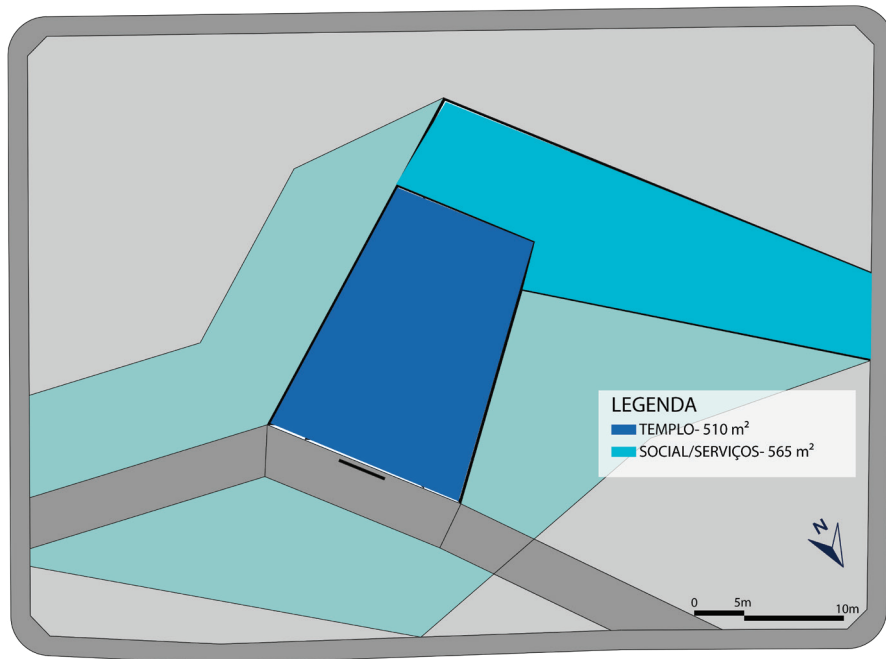 LEGENDA
TEMPLO- 510 m²
SOCIAL/SERVIÇOS- 565 m²
N
0 5m 10m